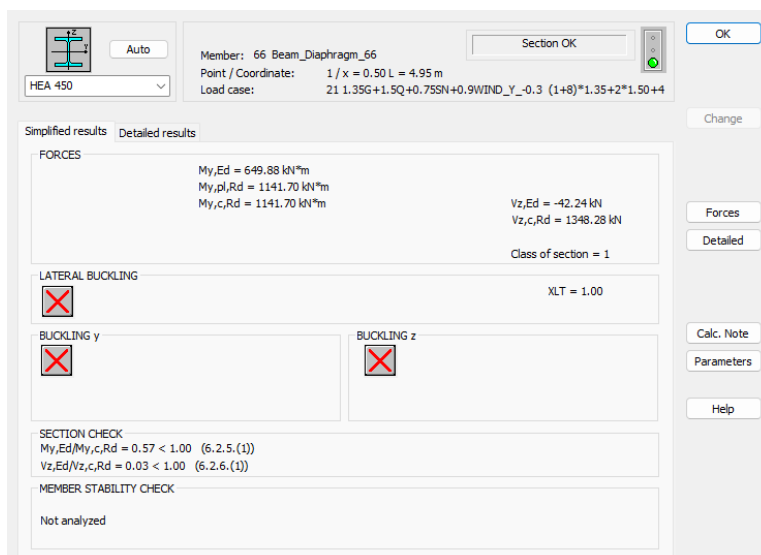 OK
Auto
Section OK
Member: 66 Beam_Diaphragm_66
Point / Coordinate: 1 / x = 0.50 L = 4.95 m
HEA 450
Load case: 21 1.35G+1.5Q+0.75SN+0.9WIND_Y_-0.3 (1+8)*1.35+2*1.50+4
Change
Simplified results Detailed results
FORCES
My,Ed = 649.88 kN*m
My,pl,Rd = 1141.70 kN*m
My,c,Rd = 1141.70 kN*m
Vz,Ed = -42.24 kN
Vz,c,Rd = 1348.28 kN
Class of section = 1
Forces
Detailed
LATERAL BUCKLING
XLT = 1.00
BUCKLING y
BUCKLING z
Calc. Note
Parameters
Help
SECTION CHECK
My,Ed/My,c,Rd = 0.57 < 1.00 (6.2.5.(1))
Vz,Ed/Vz,c,Rd = 0.03 < 1.00 (6.2.6.(1))
MEMBER STABILITY CHECK
Not analyzed